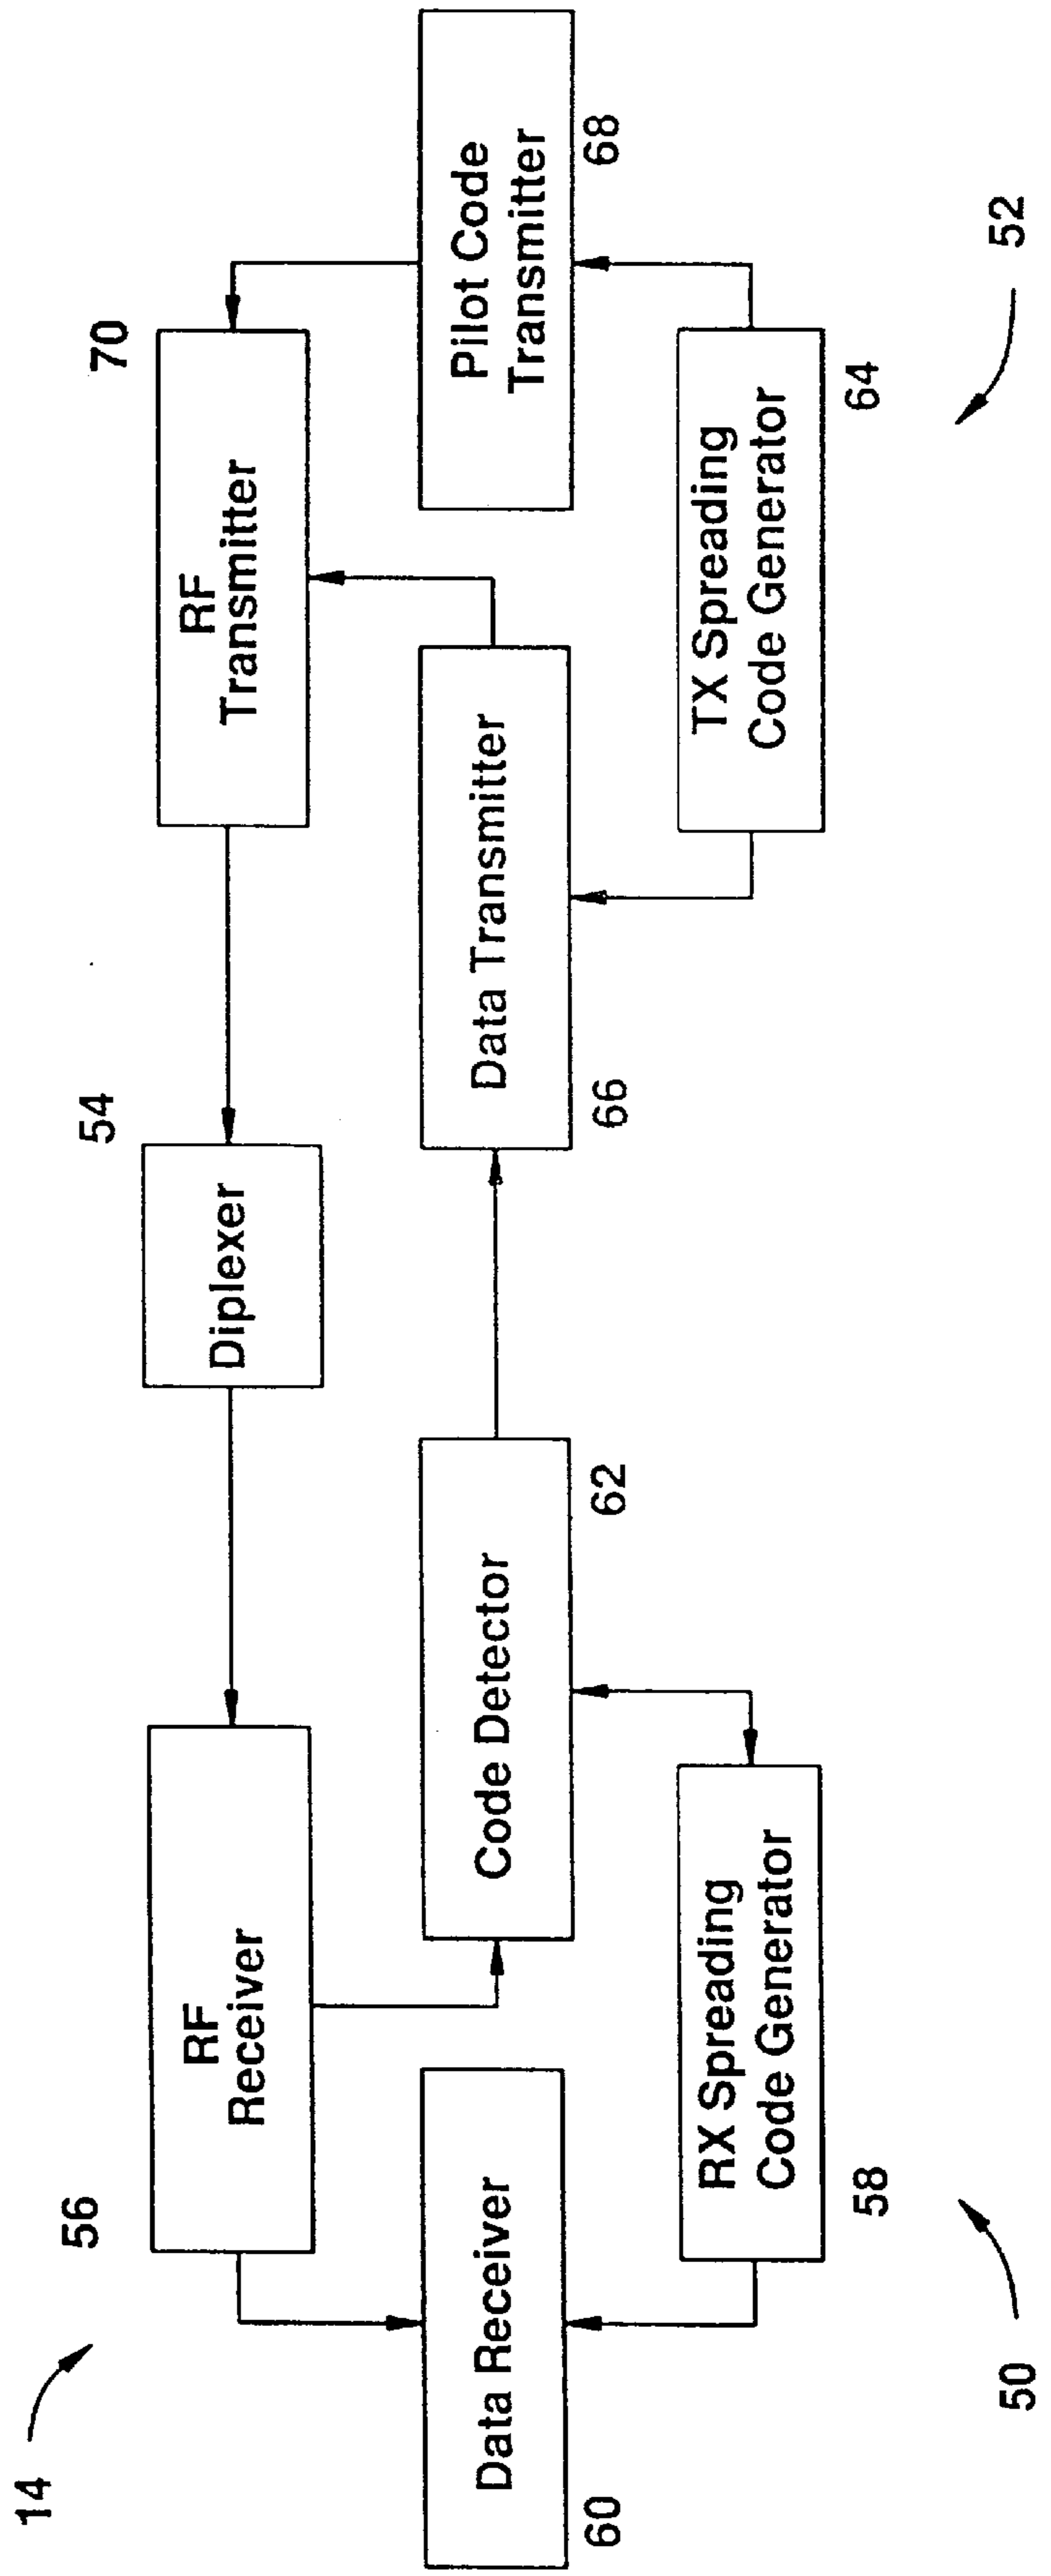 14
56
RF
Receiver
54
Diplexer
70
RF
Transmitter
60
Data Receiver
Code Detector
62
66
Data Transmitter
Pilot Code
Transmitter
68
RX Spreading
Code Generator
58
TX Spreading
Code Generator
64
50
52